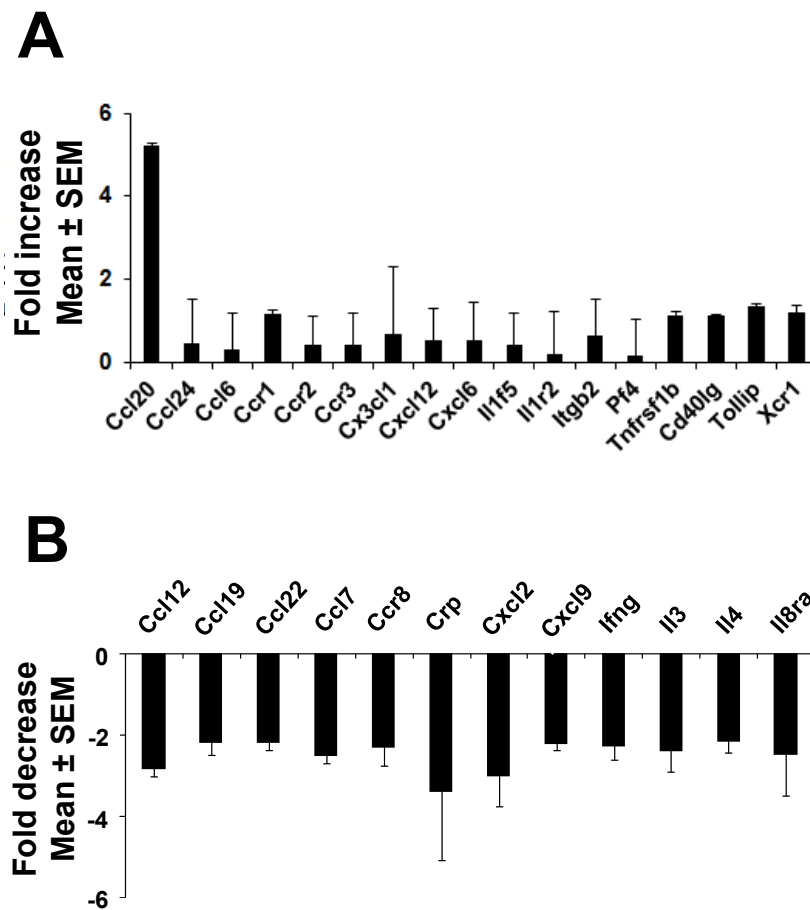 A
Fold increase
Mean ± SEM
6
4
2
0
Ccl20
Ccl24
Ccl6
Ccr1
Ccr2
Ccr3
Cx3cl1
Cxcl12
Cxcl6
Il1f5
Il1r2
Itgb2
Pf4
Tnfrsf1b
Cd40lg
Tollip
Xcr1
B
Ccl12
Ccl19
Ccl22
Ccl7
Ccr8
Crp
Cxcl2
Cxcl9
Ifng
Il3
Il4
Il8ra
Fold decrease
Mean ± SEM
0
-2
-4
-6